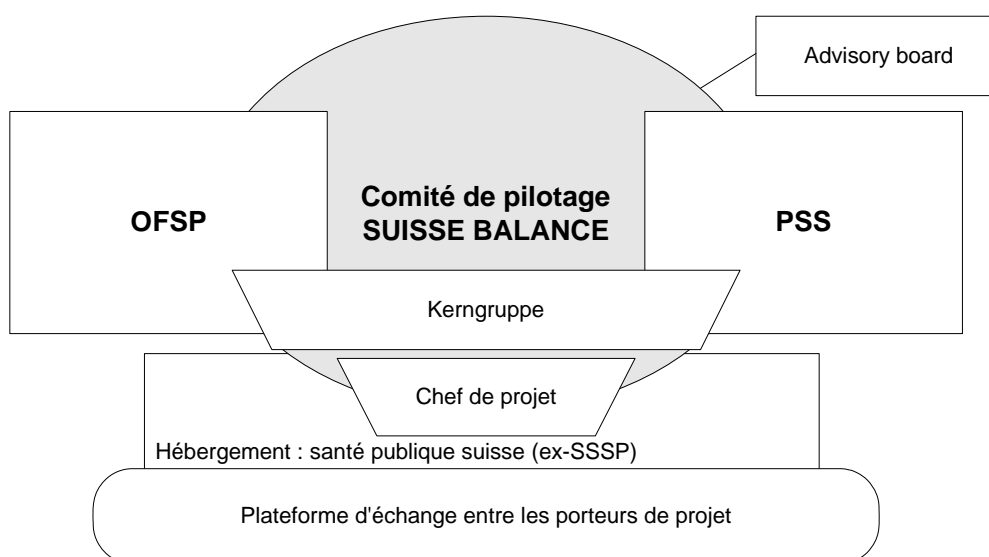 Advisory board
OFSP
Comité de pilotage
SUISSE BALANCE
PSS
Kerngruppe
Chef de projet
Hébergement : santé publique suisse (ex-SSSP)
Plateforme d'échange entre les porteurs de projet